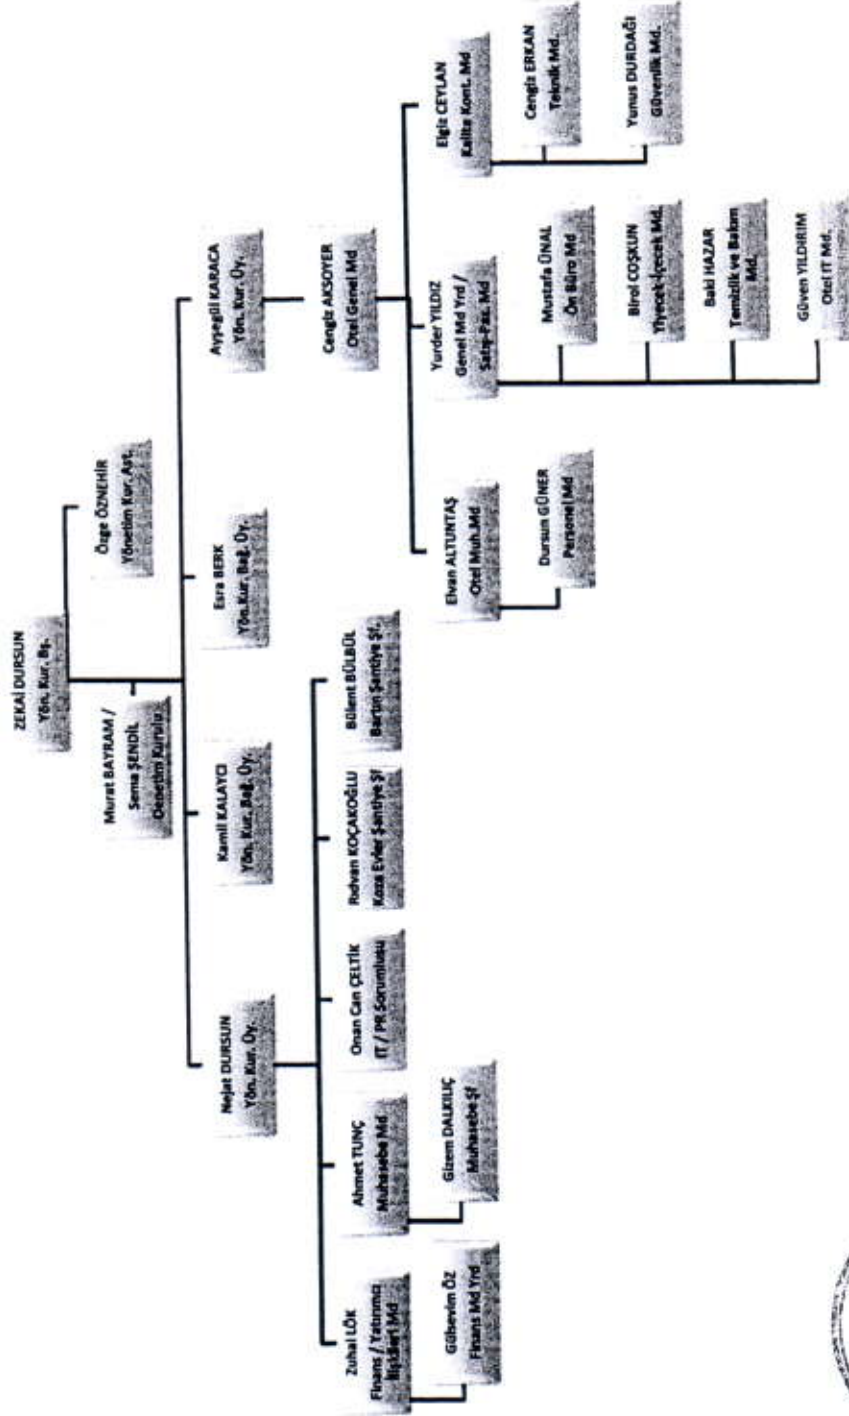 ZEKAİ DURSUN
Yön. Kur. Bş.
Özge ÖZNEHİR
Yönetim Kur. Ast.
Murat BAYRAM /
Sema ŞENDİL
Denetim Kurulu
Nejat DURSUN
Yön. Kur. Üy.
Kamil KALAYCI
Yön. Kur. Bağ. Üy.
Esra BERK
Yön.Kur. Bağ. Üy.
Ayşegül KARACA
Yön. Kur. Üy.
Zuhal LÖK
Finans / Yatırımcı
İlişkileri Md
Ahmet TUNÇ
Muhasebe Md
Onan Can ÇELTİK
IT / PR Sorumlusu
Rıdvan KOÇAKOĞLU
Koza Evler Şantiye Şf
Bülent BÜLBÜL
Bartın Şantiye Şf.
Cengiz AKSOYER
Otel Genel Md
Gülsevim ÖZ
Finans Md Yrd
Gizem DALKILIÇ
Muhasebe Şf
Elvan ALTUNTAŞ
Otel Muh.Md
Yurder YILDIZ
Genel Md Yrd /
Satış-Paz. Md
Elgiz CEYLAN
Kalite Kont. Md
Dursun GÜNER
Personel Md
Mustafa ÜNAL
Ön Büro Md
Cengiz ERKAN
Teknik Md.
Birol COŞKUN
Yiyecek-İçecek Md.
Yunus DURDAĞI
Güvenlik Md.
Baki HAZAR
Temizlik ve Bakım
Md.
Güven YILDIRIM
Otel IT Md.